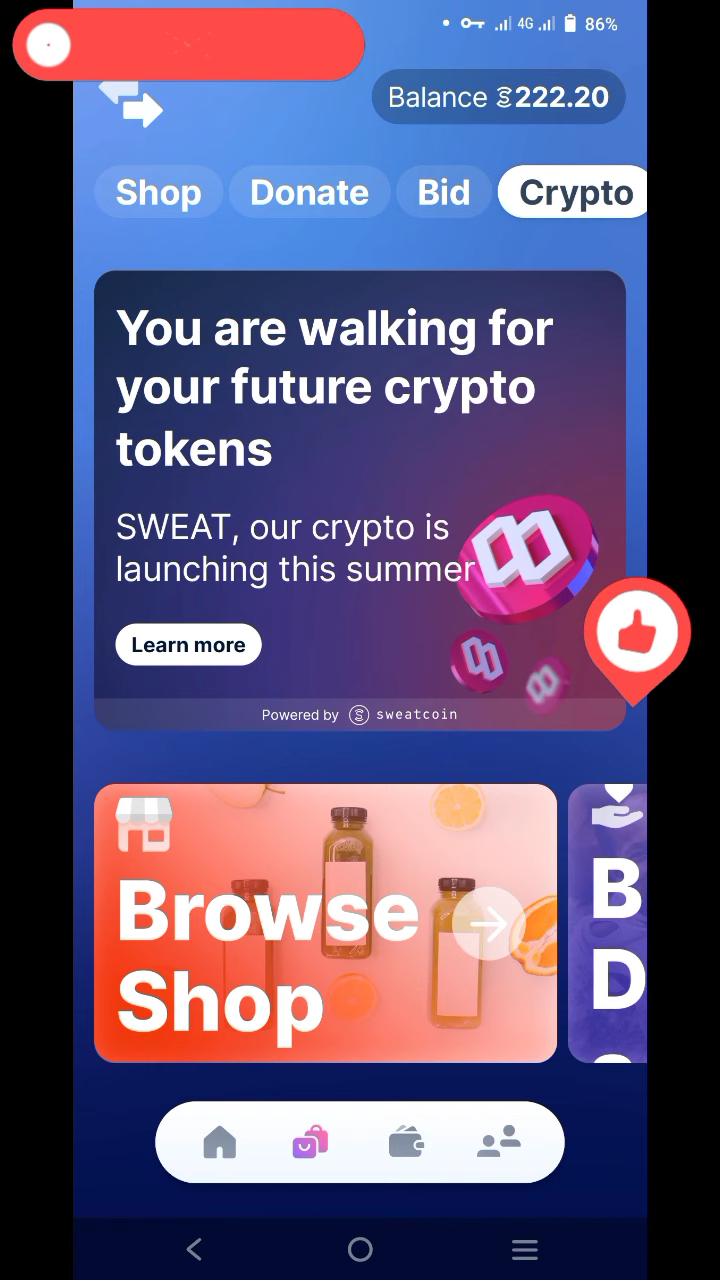 4G 86%
Balance 222.20
Shop Donate Bid Crypto
You are walking for
your future crypto
tokens
SWEAT, our crypto is
launching this summer
Learn more
Powered by sweatcoin
Browse
Shop
B
D